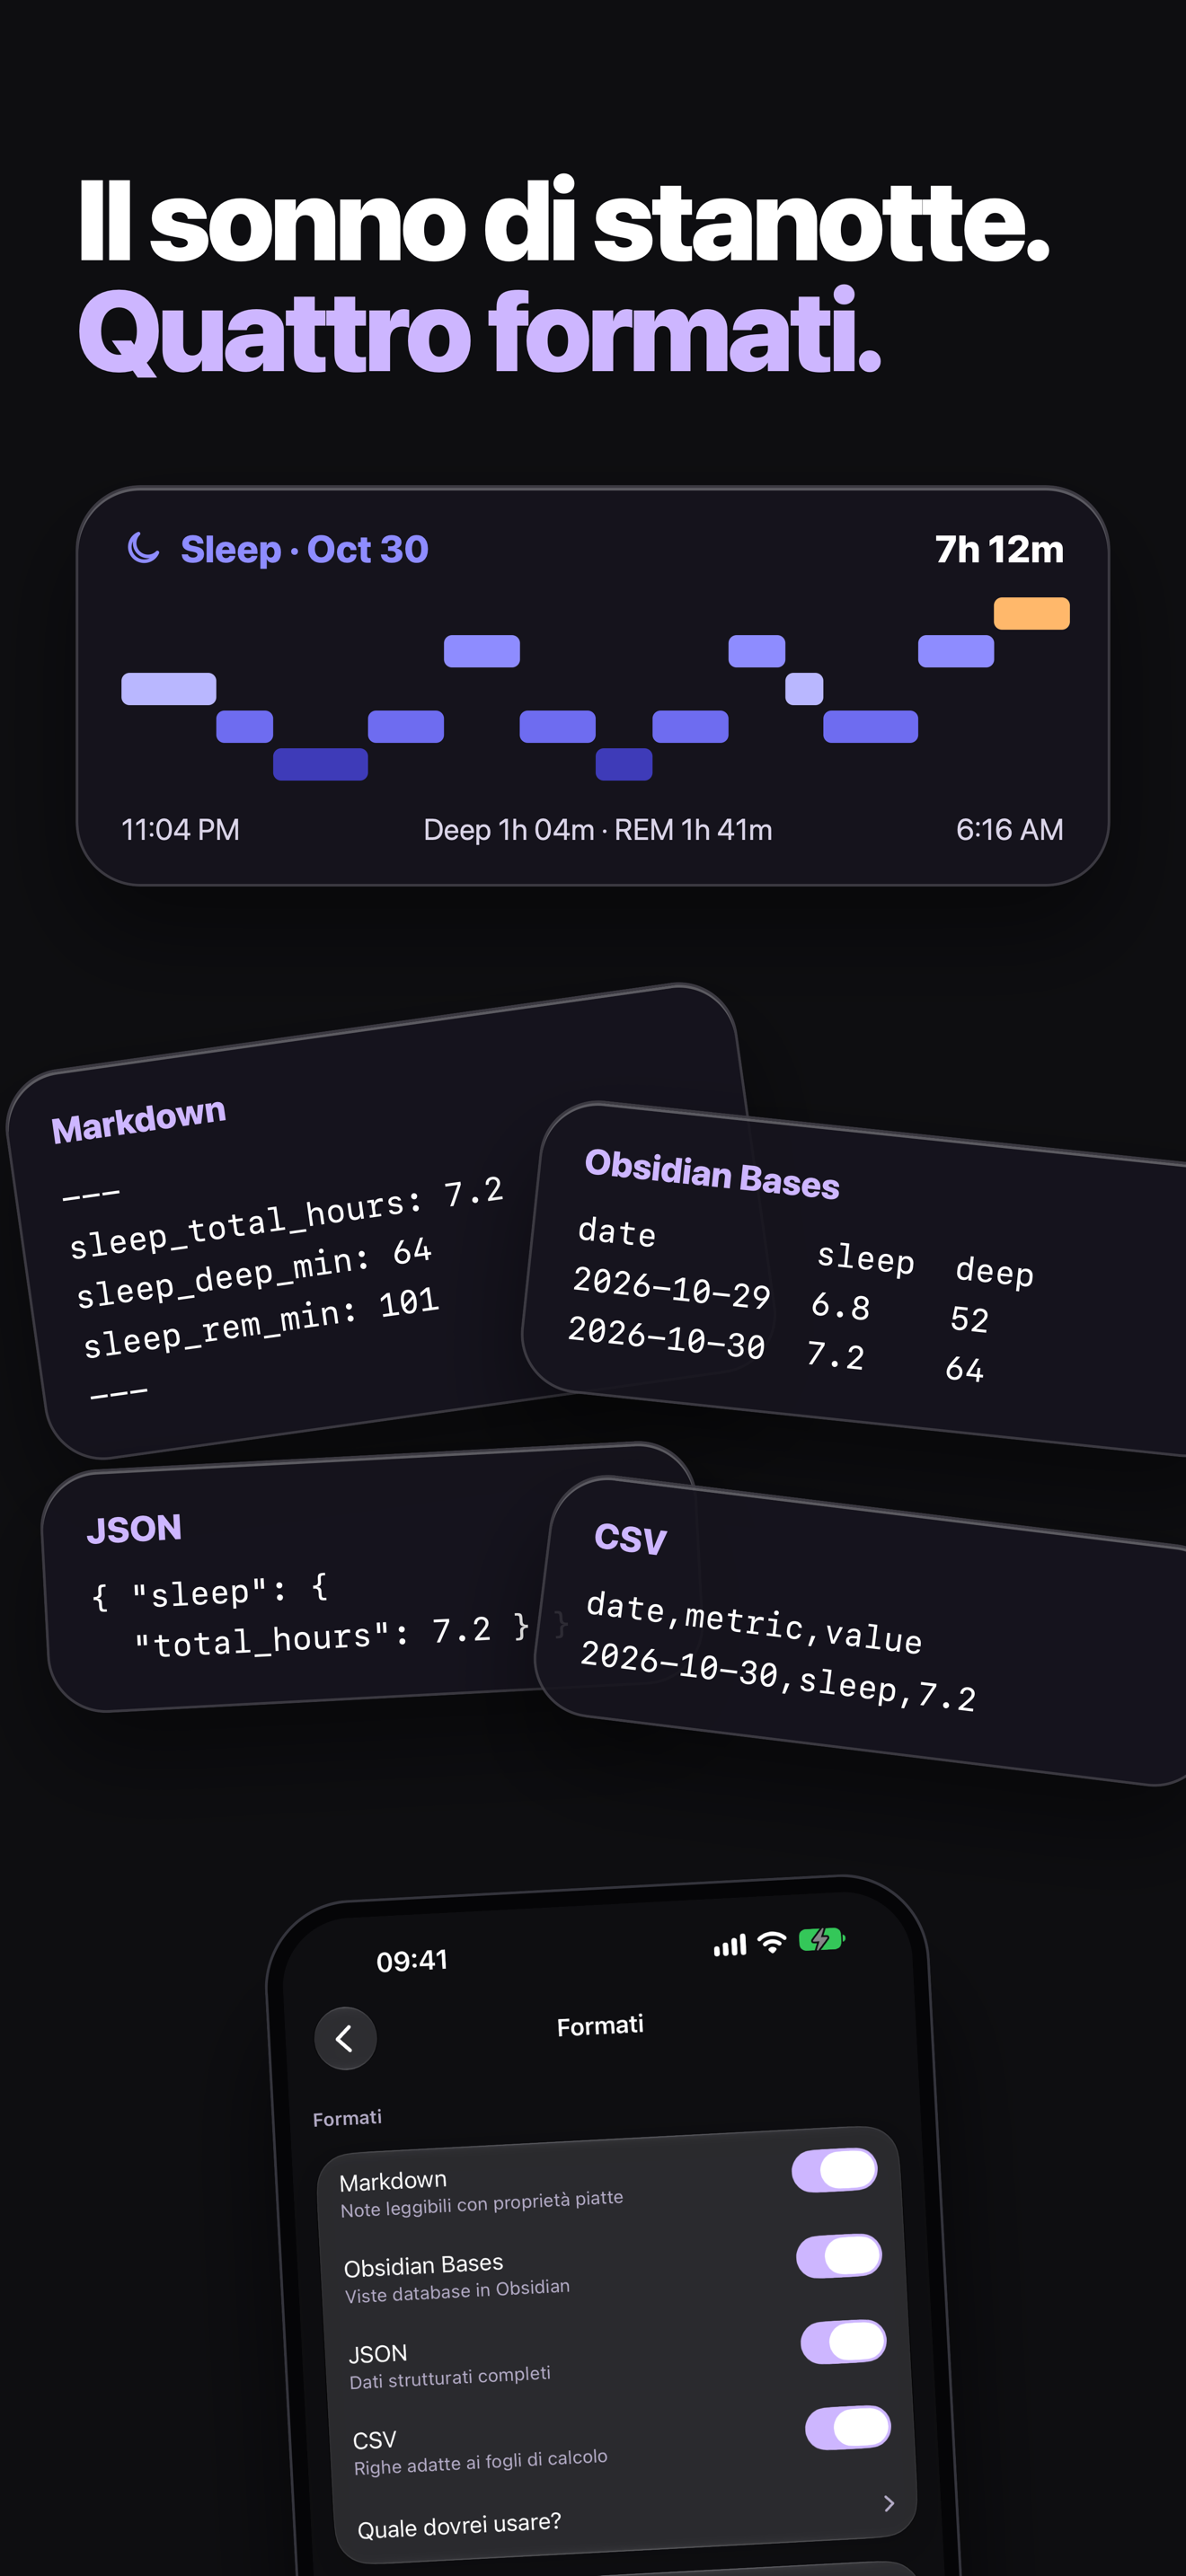 Il sonno di stanotte.
Quattro formati.
Sleep · Oct 30
7h 12m
11:04 PM
Deep 1h 04m · REM 1h 41m
6:16 AM
Markdown
---
sleep_total_hours: 7.2
sleep_deep_min: 64
sleep_rem_min: 101
---
Obsidian Bases
date sleep deep
2026-10-29 6.8 52
2026-10-30 7.2 64
JSON
{ "sleep": {
"total_hours": 7.2 } }
CSV
date,metric,value
2026-10-30,sleep,7.2
09:41
Formati
Formati
Markdown
Note leggibili con proprietà piatte
Obsidian Bases
Viste database in Obsidian
JSON
Dati strutturati completi
CSV
Righe adatte ai fogli di calcolo
Quale dovrei usare?